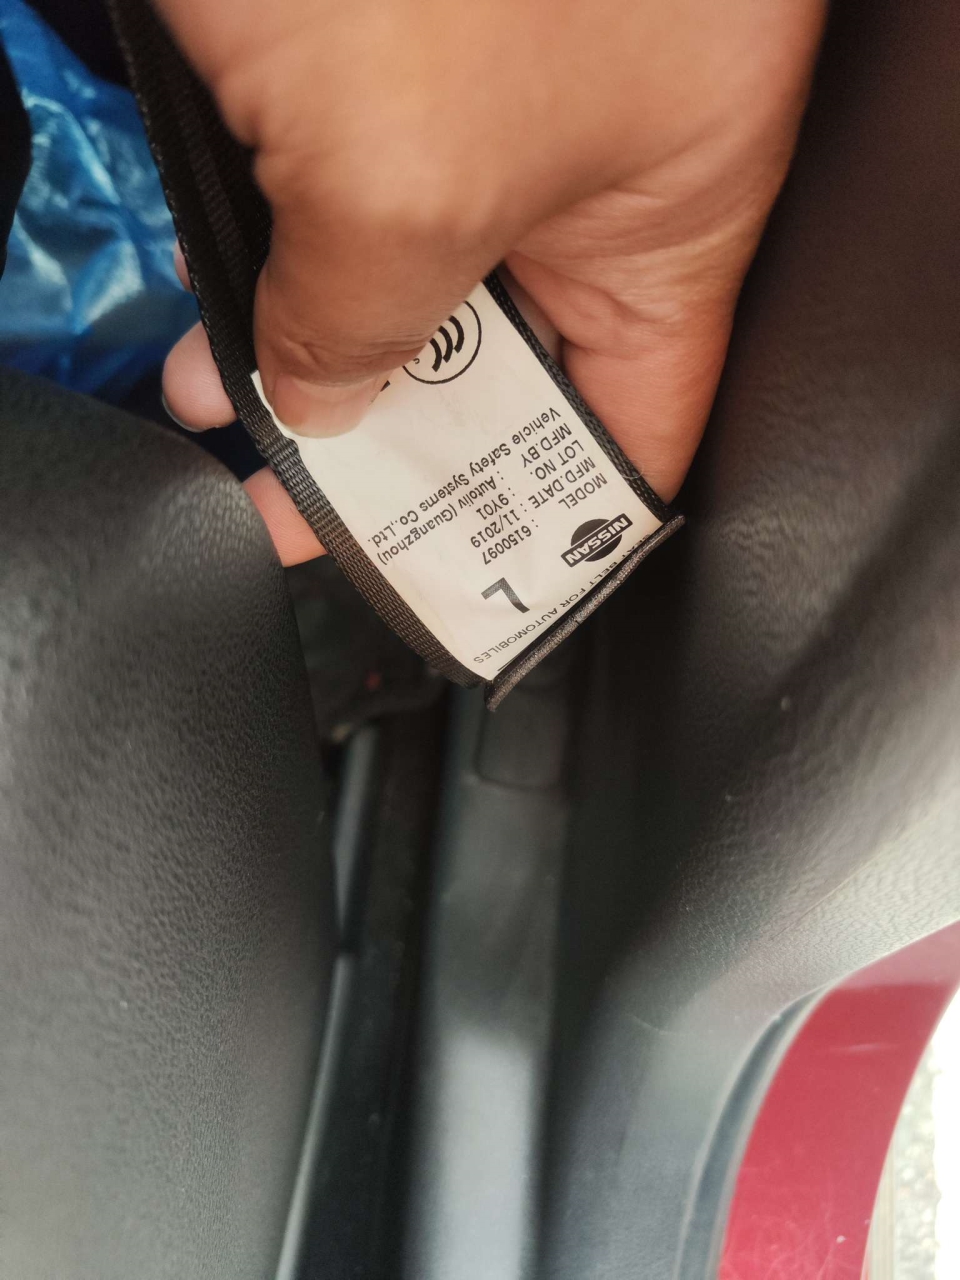 SEAT BELT FOR AUTOMOBILES
NISSAN
L
MODEL : 6150097
MFD.DATE : 11/2019
LOT NO. : 9Y01
MFD.BY : Autoliv (Guangzhou)
Vehicle Safety Systems Co.,Ltd.